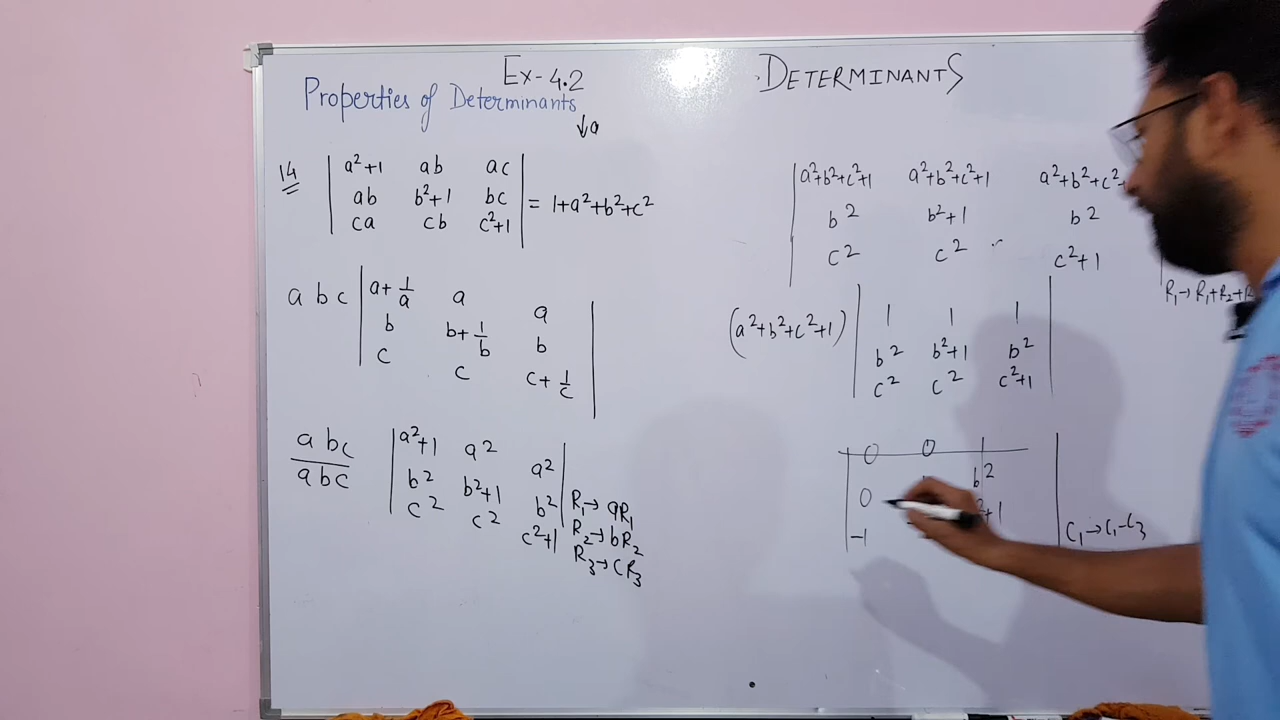 Ex-4.2
DETERMINANTS
Properties of Determinants
↓a
14
a²+1 ab ac
ab b²+1 bc
ca cb c²+1
= 1+a²+b²+c²
abc
a+1/a a a
b b+1/b b
c c c+1/c
abc/abc
a²+1 a² a²
b² b²+1 b²
c² c² c²+1
R₁→aR₁
R₂→bR₂
R₃→cR₃
a²+b²+c²+1 a²+b²+c²+1 a²+b²+c²+
b² b²+1 b²
c² c² c²+1
R₁→R₁+R₂+R
(a²+b²+c²+1)
1 1 1
b² b²+1 b²
c² c² c²+1
0 0 1
0 b²
-1 ²+1
C₁→C₁-C₃